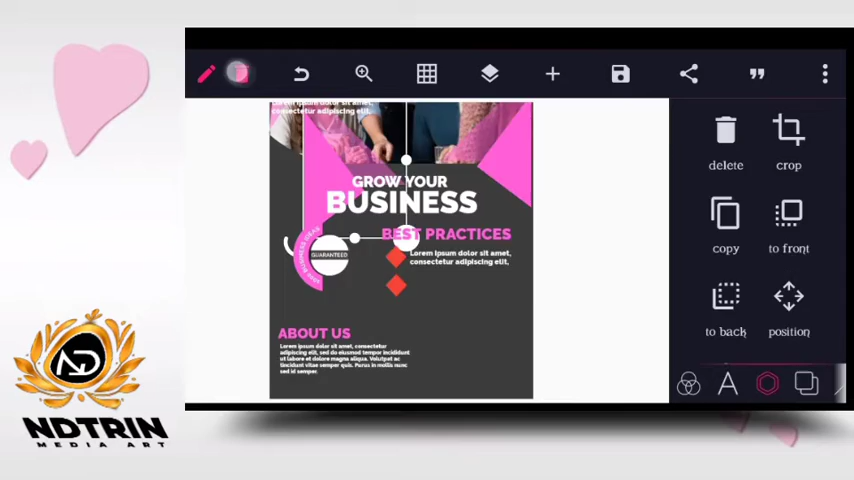 Lorem ipsum dolor sit amet,
consectetur adipiscing elit,
GROW YOUR
BUSINESS
BEST PRACTICES
BUSINESS IDEAS
GUARANTEED
Lorem ipsum dolor sit amet,
consectetur adipiscing elit,
ABOUT US
Lorem ipsum dolor sit amet, consectetur
adipiscing elit, sed do eiusmod tempor incididunt
ut labore et dolore magna aliqua. Volutpat ac
tincidunt vitae semper quis. Purus in mollis nunc
sed id semper.
delete
crop
copy
to front
to back
position
A
ND
NDTRIN
MEDIA ART